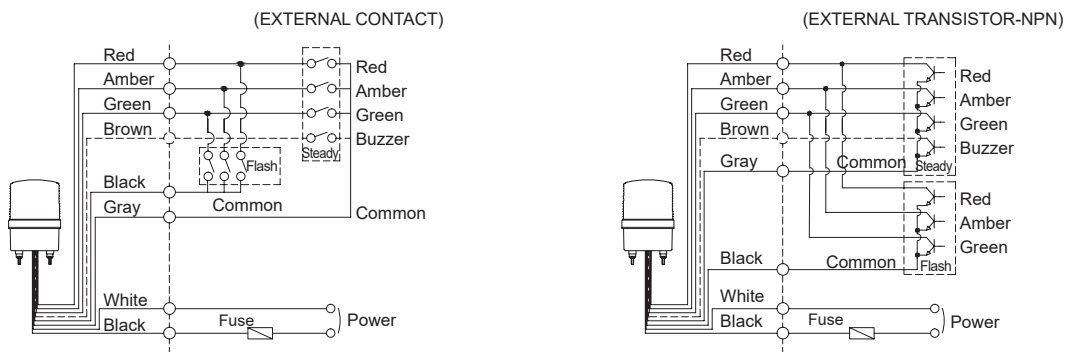 (EXTERNAL CONTACT)
Red
Amber
Green
Brown
Black
Gray
White
Black
Red
Amber
Green
Buzzer
Steady
Flash
Common
Common
Fuse
Power
(EXTERNAL TRANSISTOR-NPN)
Red
Amber
Green
Brown
Gray
Black
White
Black
Red
Amber
Green
Buzzer
Common
Steady
Red
Amber
Green
Common
Flash
Fuse
Power